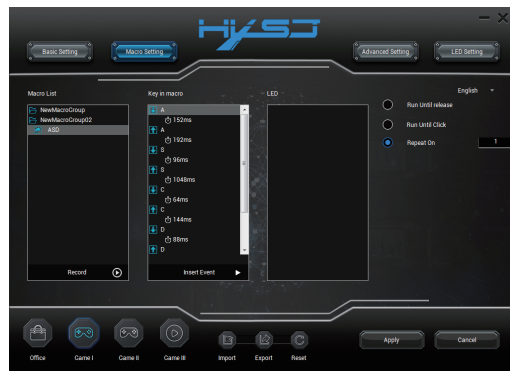 HXSJ
Basic Setting
Macro Setting
Advanced Setting
LED Setting
English
Macro List
Key in macro
LED
NewMacroGroup
NewMacroGroup02
ASD
A
152ms
A
192ms
S
96ms
S
1048ms
C
64ms
C
144ms
D
88ms
D
Run Until release
Run Until Click
Repeat On
1
Record
Insert Event
Office
Game I
Game II
Game III
Import
Export
Reset
Apply
Cancel